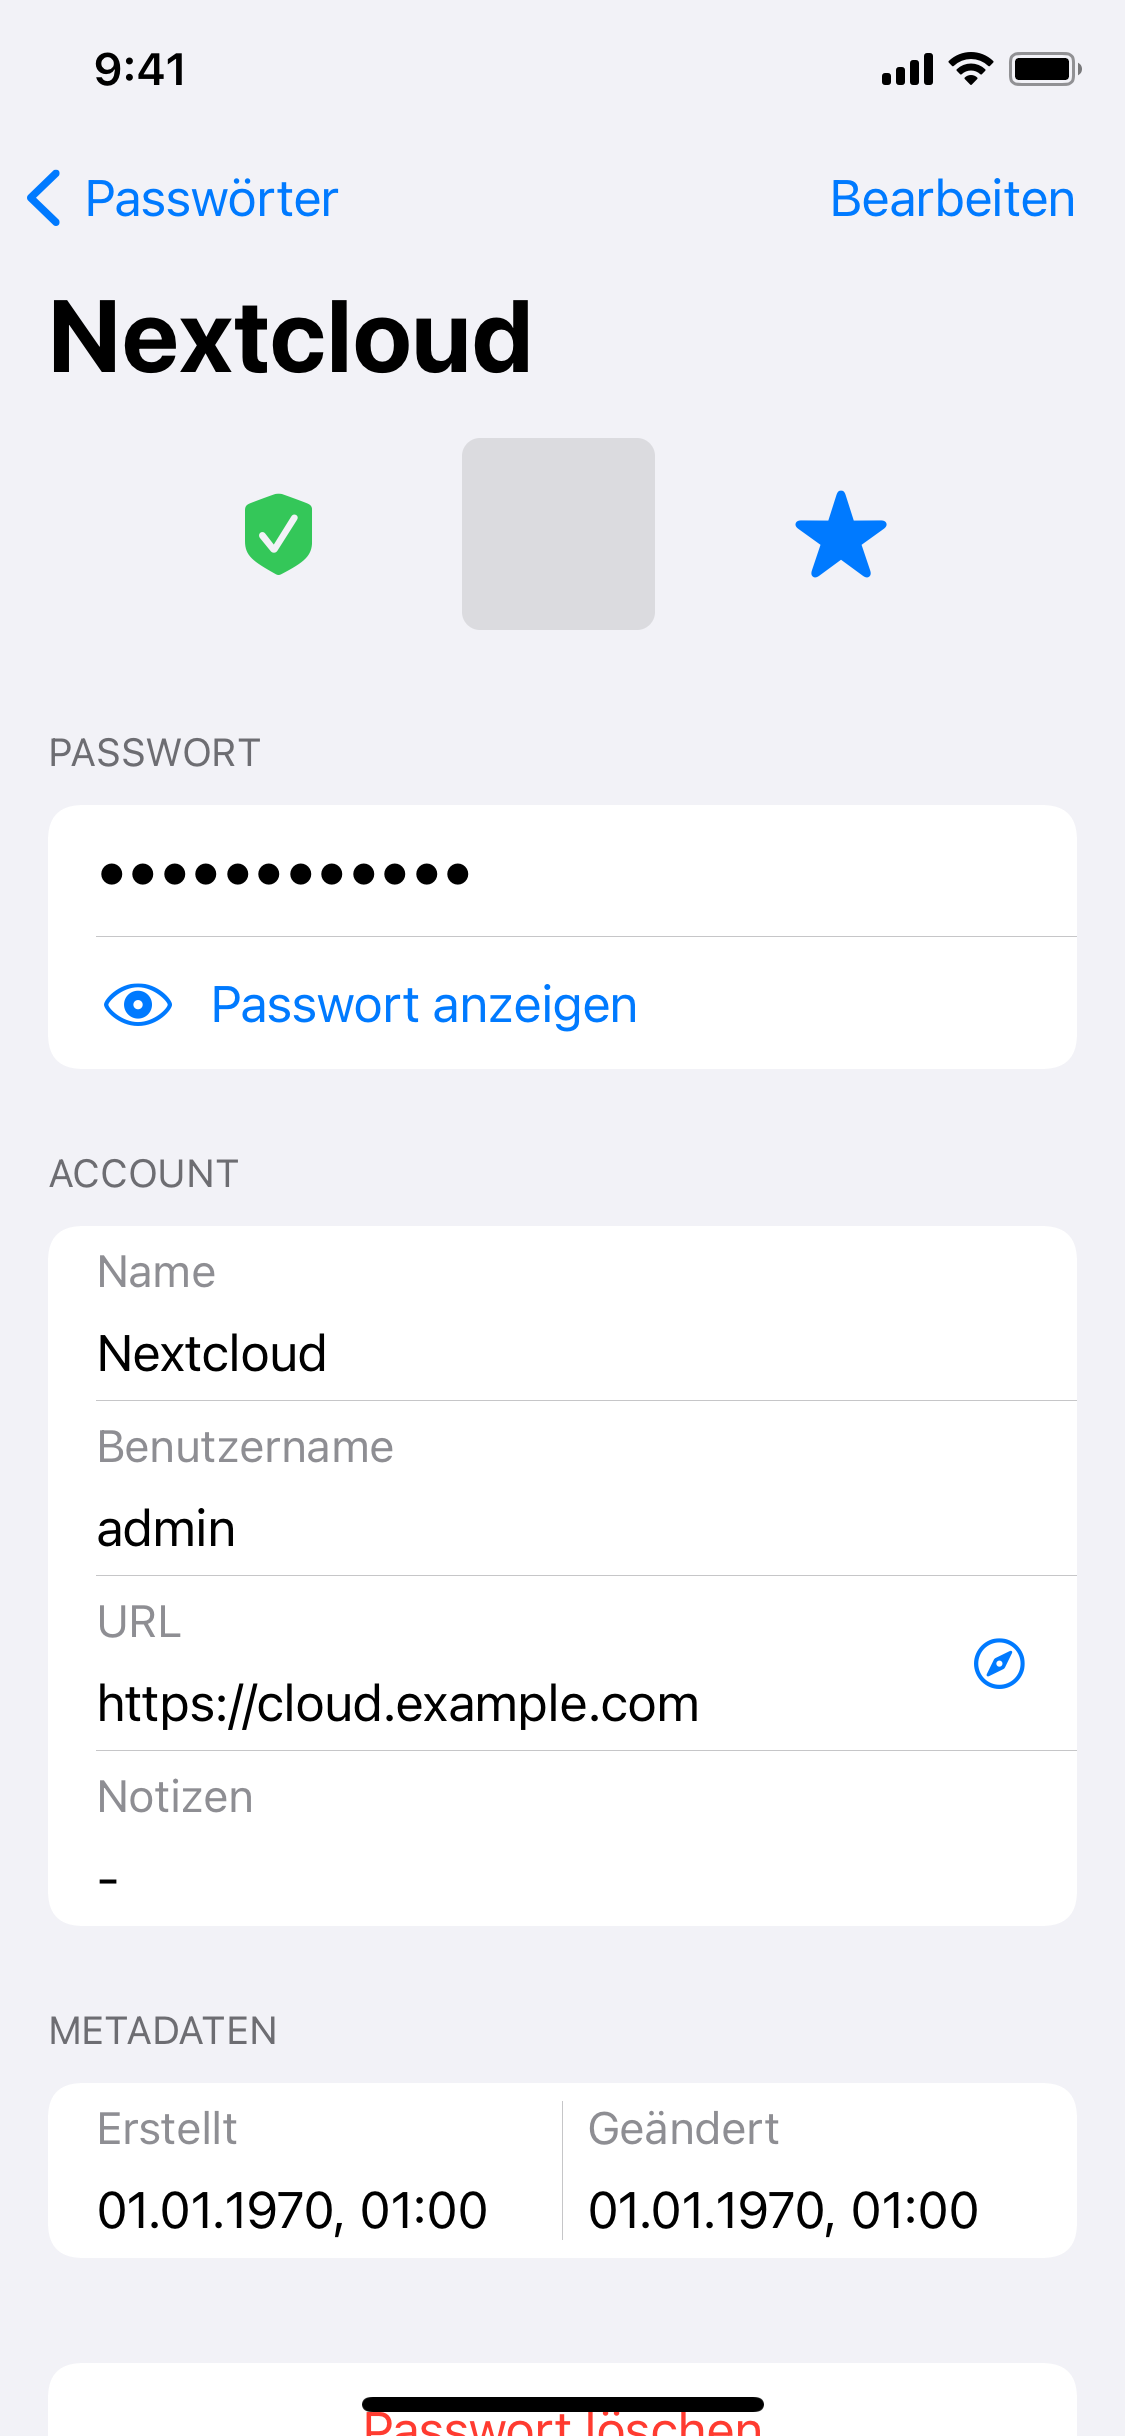 9:41
Passwörter
Bearbeiten
Nextcloud
PASSWORT
••••••••••••
Passwort anzeigen
ACCOUNT
Name
Nextcloud
Benutzername
admin
URL
https://cloud.example.com
Notizen
-
METADATEN
Erstellt
Geändert
01.01.1970, 01:00
01.01.1970, 01:00
Passwort löschen